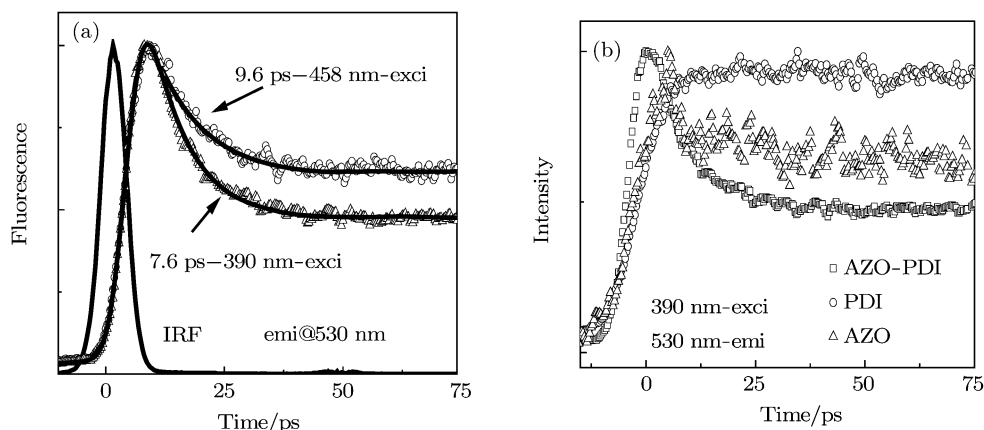 (a)
9.6 ps−458 nm-exci
7.6 ps−390 nm-exci
IRF
emi@530 nm
Fluorescence
0
25
50
75
Time/ps
(b)
AZO-PDI
PDI
AZO
390 nm-exci
530 nm-emi
Intensity
0
25
50
75
Time/ps